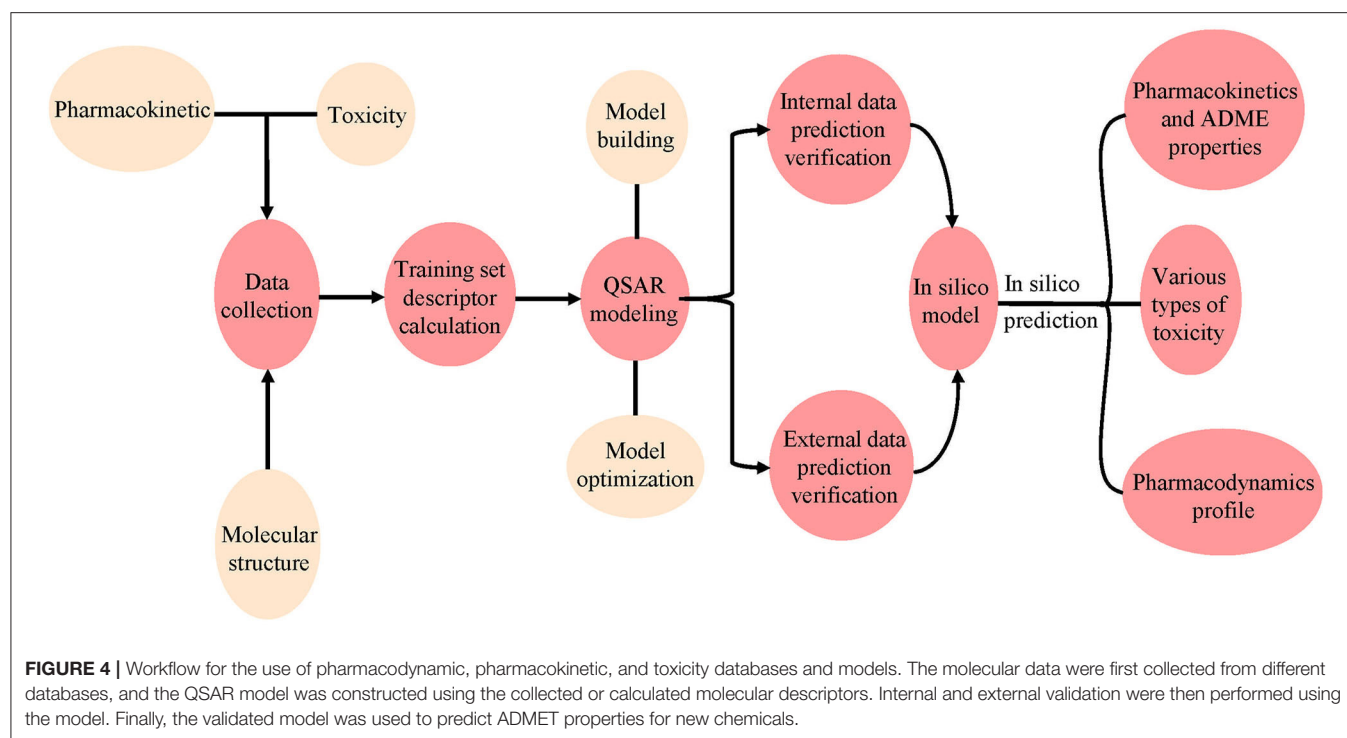 Pharmacokinetic
Toxicity
Data
collection
Molecular
structure
Training set
descriptor
calculation
Model
building
QSAR
modeling
Model
optimization
Internal data
prediction
verification
External data
prediction
verification
In silico
model
In silico
prediction
Pharmacokinetics
and ADME
properties
Various
types of
toxicity
Pharmacodynamics
profile
FIGURE 4 | Workflow for the use of pharmacodynamic, pharmacokinetic, and toxicity databases and models. The molecular data were first collected from different
databases, and the QSAR model was constructed using the collected or calculated molecular descriptors. Internal and external validation were then performed using
the model. Finally, the validated model was used to predict ADMET properties for new chemicals.